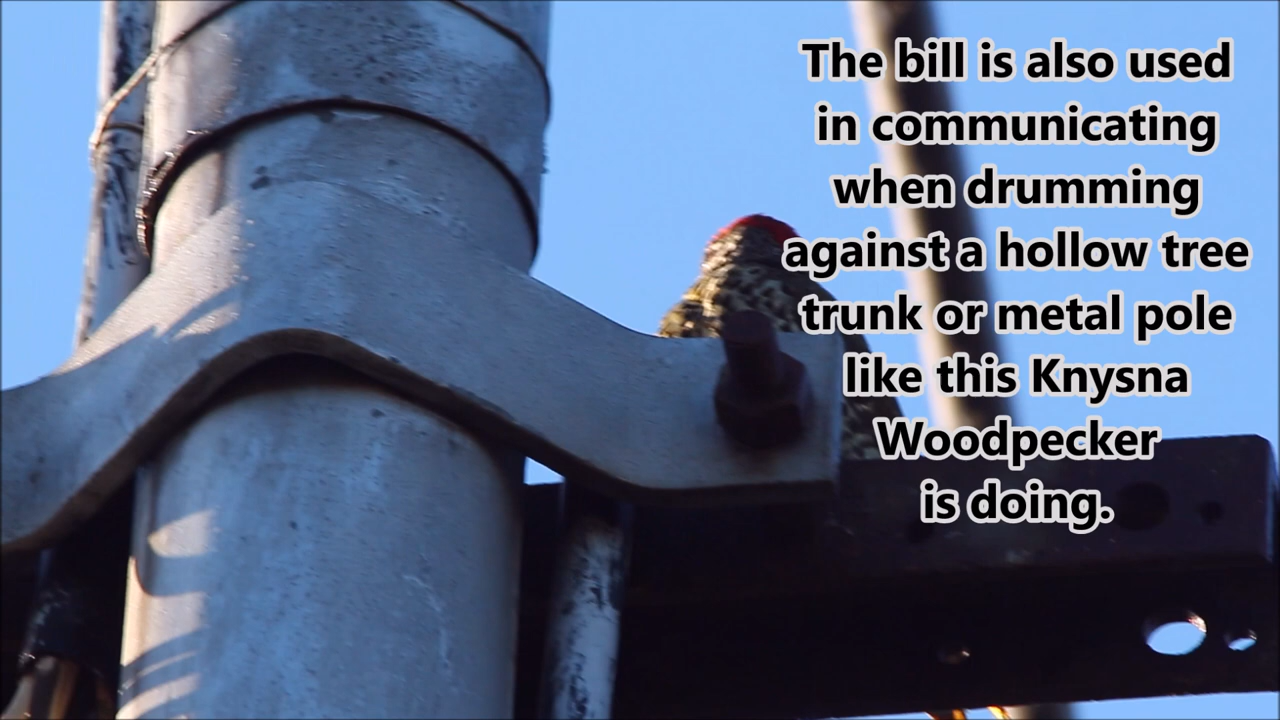 The bill is also used
in communicating
when drumming
against a hollow tree
trunk or metal pole
like this Knysna
Woodpecker
is doing.